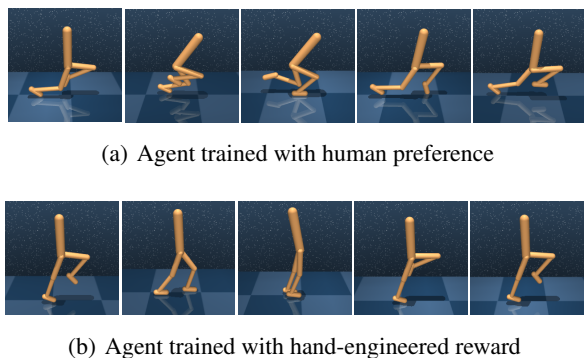 (a) Agent trained with human preference
(b) Agent trained with hand-engineered reward